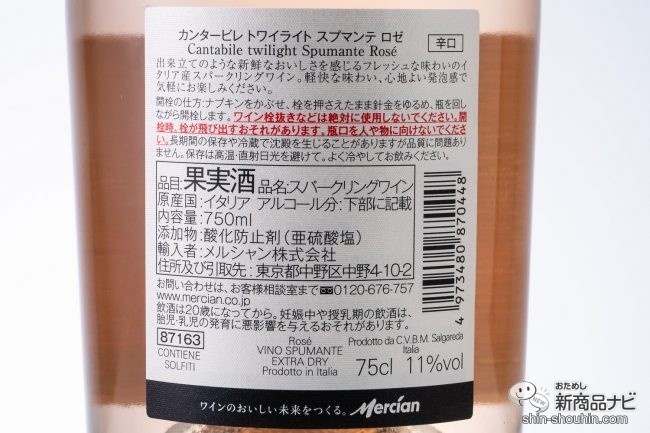 カンタービレ トワイライト スプマンテ ロゼ
Cantabile twilight Spumante Rosé
辛口
出来立てのような新鮮なおいしさを感じるフレッシュな味わいのイ
タリア産スパークリングワイン。軽快な味わい、心地よい発泡感で
気軽にお楽しみください。
開栓の仕方:ナプキンをかぶせ、栓を押さえたまま針金をゆるめ、瓶を回し
ながら開栓します。ワイン栓抜きなどは絶対に使用しないでください。開
栓時、栓が飛び出すおそれがあります。瓶口を人や物に向けないでくださ
い。長期間の保存や冷蔵で沈殿を生じることがありますが品質に問題あり
ません。保存は高温・直射日光を避けて。よく冷やしてお飲みください。
品目:果実酒 品名:スパークリングワイン
原産国:イタリア アルコール分:下部に記載
内容量:750ml
添加物:酸化防止剤(亜硫酸塩)
輸入者:メルシャン株式会社
住所及び引取先:東京都中野区中野4-10-2
4 973480 870448
お問い合わせは、お客様相談室まで 0120-676-757
www.mercian.co.jp
飲酒は20歳になってから。妊娠中や授乳期の飲酒は、
胎児・乳児の発育に悪影響を与えるおそれがあります。
87163
CONTIENE
SOLFITI
Rosé
VINO SPUMANTE
EXTRA DRY
Prodotto in Italia
Prodotto da C.V.B.M. Salgareda
Italia
75cl 11%vol
ワインのおいしい未来をつくる。 Mercian
おためし
新商品ナビ
NEW
shin-shouhin.com